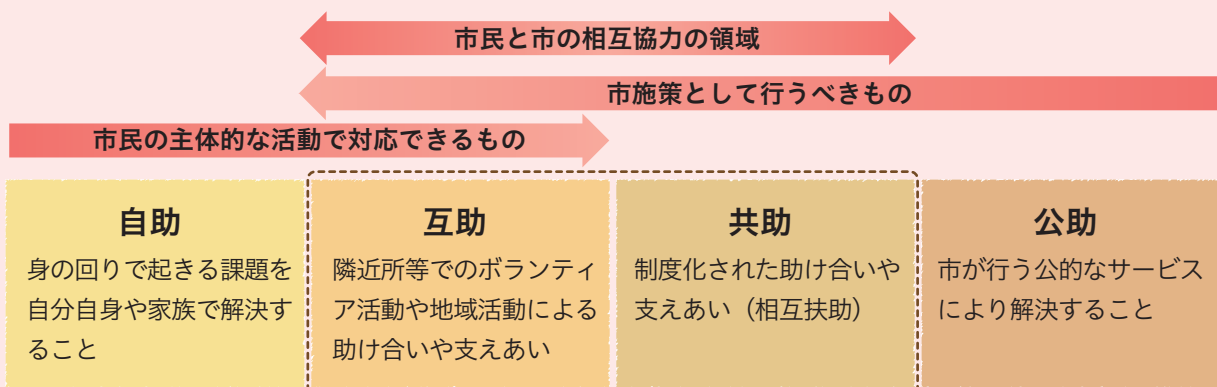 市民と市の相互協力の領域
市施策として行うべきもの
市民の主体的な活動で対応できるもの
自助
身の回りで起きる課題を
自分自身や家族で解決す
ること
互助
隣近所等でのボランティ
ア活動や地域活動による
助け合いや支えあい
共助
制度化された助け合いや
支えあい（相互扶助）
公助
市が行う公的なサービス
により解決すること